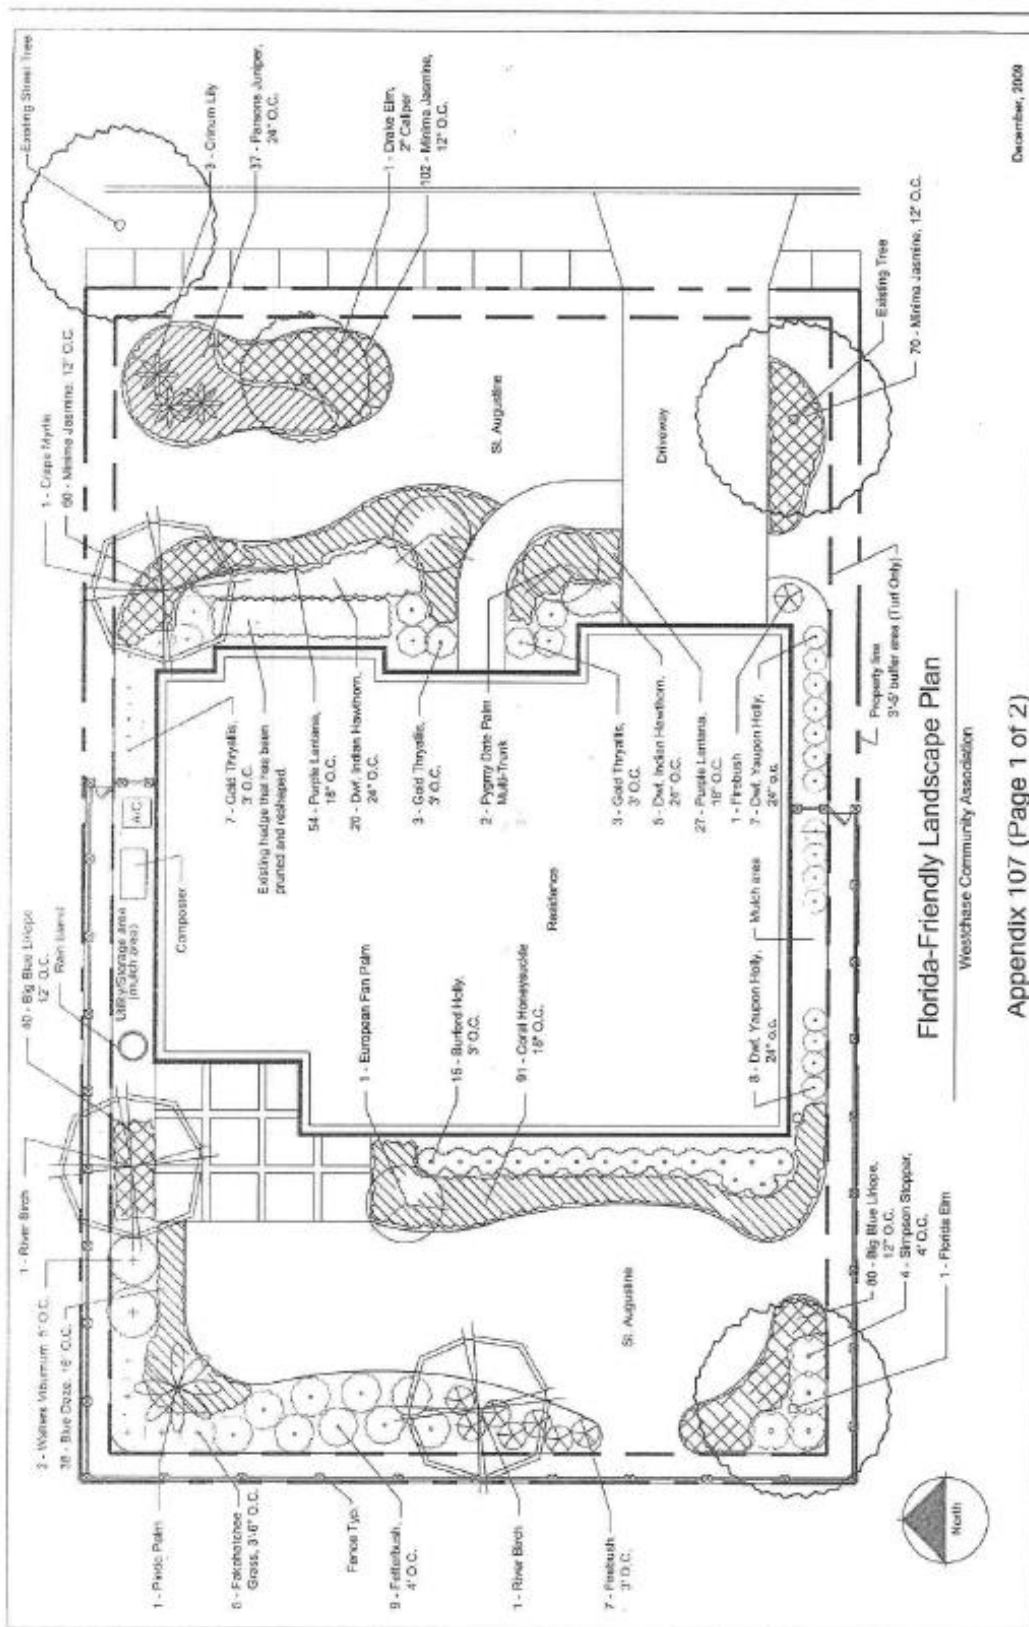 Existing Street Tree
3 - Crinum Lily
37 - Parsons Juniper,
24" O.C.
1 - Drake Elm,
2" Caliper
102 - Minima Jasmine,
12" O.C.
1 - Crape Myrtle
60 - Minima Jasmine, 12" O.C.
St. Augustine
Driveway
Existing Tree
70 - Minima Jasmine, 12" O.C.
40 - Big Blue Liriope
12" O.C.
Rain Barrel
Utility/Storage area
(mulch area)
A/C
Composter
7 - Gold Thryallis,
3' O.C.
Existing hedge that has been
pruned and reshaped
54 - Purple Lantana,
18" O.C.
20 - Dwf. Indian Hawthorn,
24" O.C.
3 - Gold Thryallis,
3' O.C.
2 - Pygmy Date Palm
Multi-Trunk
3 - Gold Thryallis,
3' O.C.
5 - Dwf. Indian Hawthorn,
24" O.C.
27 - Purple Lantana,
18" O.C.
1 - Firebush
7 - Dwf. Yaupon Holly,
24" o.c.
Property line
3'-5' buffer area (Turf Only)
Residence
1 - European Fan Palm
15 - Burford Holly,
3' O.C.
91 - Coral Honeysuckle
18" O.C.
8 - Dwf. Yaupon Holly,
24" o.c.
Mulch area
1 - River Birch
2 - Walters Viburnum, 5' O.C.
38 - Blue Daze, 18" O.C.
St. Augustine
80 - Big Blue Liriope,
12" O.C.
4 - Simpson Stopper,
4' O.C.
1 - Florida Elm
1 - Pindo Palm
5 - Fakahatchee
Grass, 3'-6" O.C.
Fence Typ.
9 - Fetterbush,
4' O.C.
1 - River Birch
7 - Firebush
3' O.C.
North
Florida-Friendly Landscape Plan
Westchase Community Association
Appendix 107 (Page 1 of 2)
December, 2009